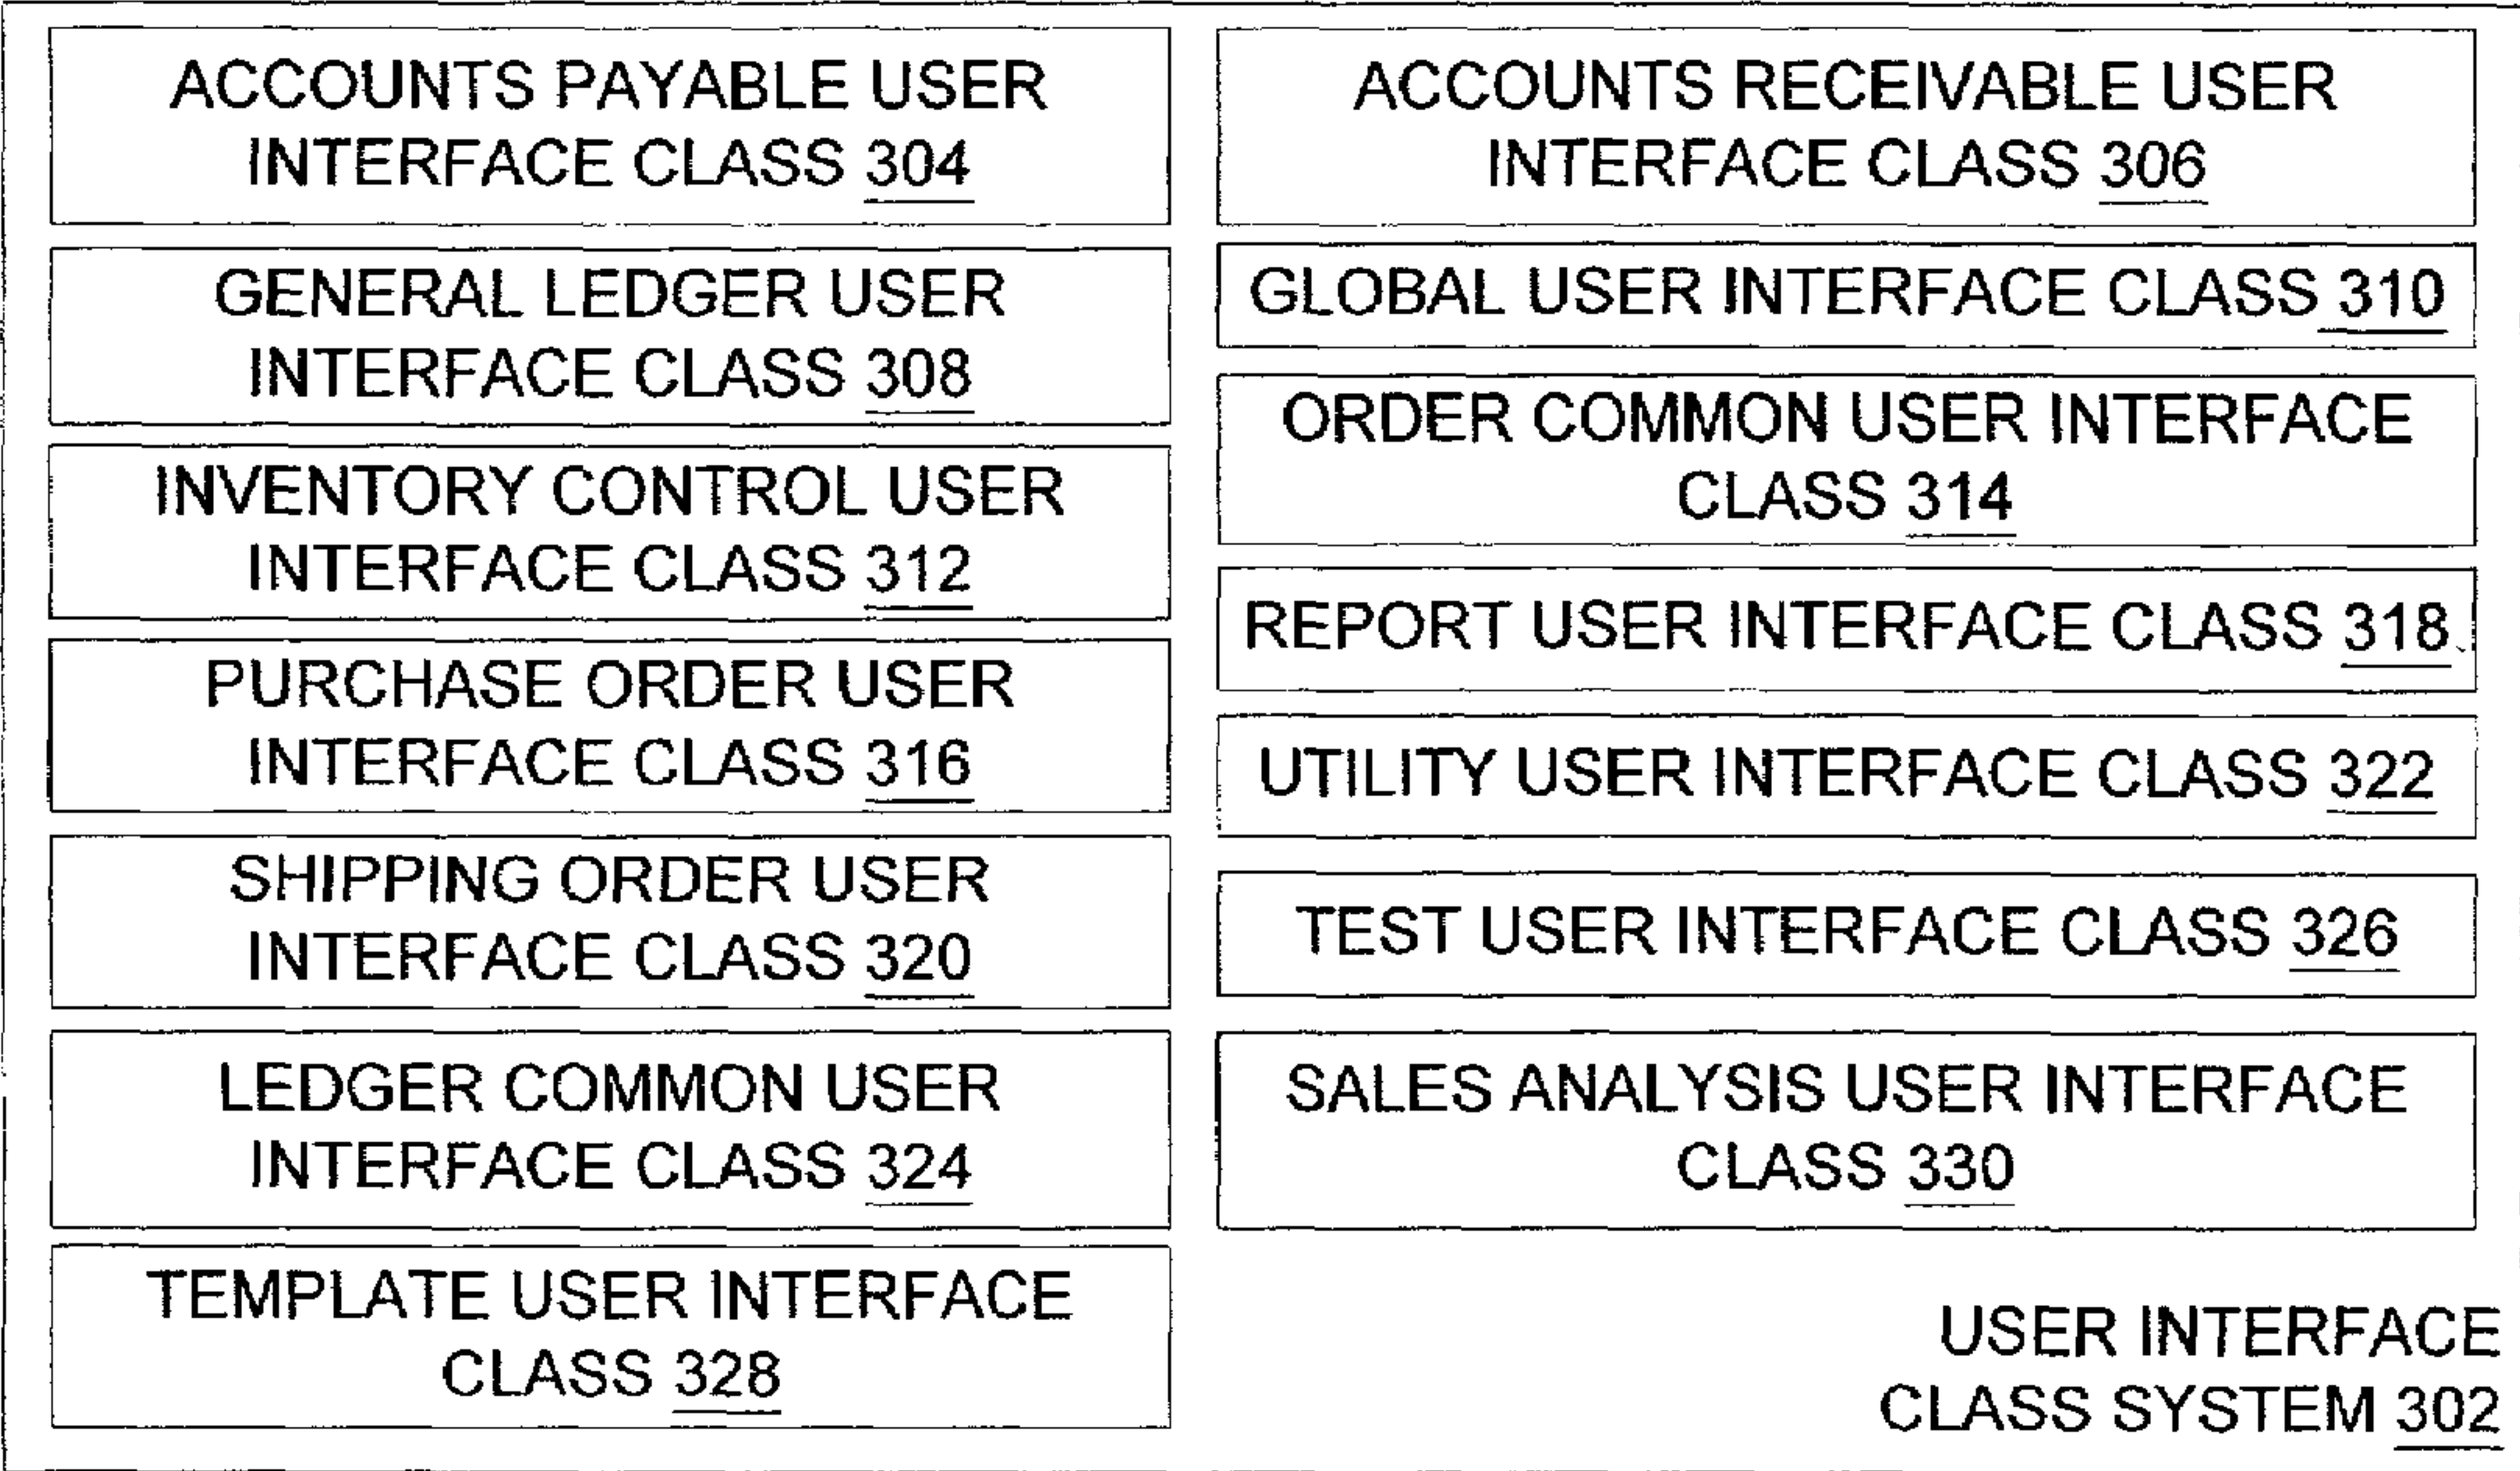 ACCOUNTS PAYABLE USER
INTERFACE CLASS 304
ACCOUNTS RECEIVABLE USER
INTERFACE CLASS 306
GENERAL LEDGER USER
INTERFACE CLASS 308
GLOBAL USER INTERFACE CLASS 310
INVENTORY CONTROL USER
INTERFACE CLASS 312
ORDER COMMON USER INTERFACE
CLASS 314
PURCHASE ORDER USER
INTERFACE CLASS 316
REPORT USER INTERFACE CLASS 318
SHIPPING ORDER USER
INTERFACE CLASS 320
UTILITY USER INTERFACE CLASS 322
LEDGER COMMON USER
INTERFACE CLASS 324
TEST USER INTERFACE CLASS 326
TEMPLATE USER INTERFACE
CLASS 328
SALES ANALYSIS USER INTERFACE
CLASS 330
USER INTERFACE
CLASS SYSTEM 302